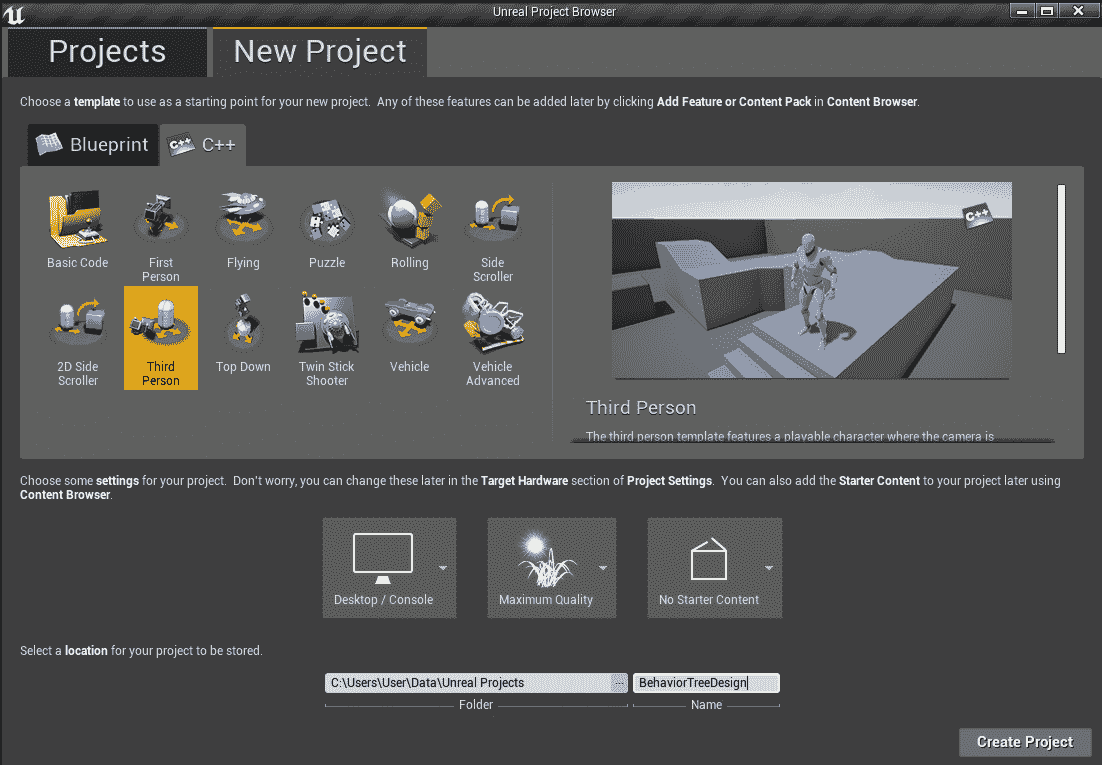 Unreal Project Browser
Projects
New Project
Choose a template to use as a starting point for your new project. Any of these features can be added later by clicking Add Feature or Content Pack in Content Browser.
Blueprint
C++
C++
Basic Code
First
Person
Flying
Puzzle
Rolling
Side
Scroller
2D Side
Scroller
Third
Person
Top Down
Twin Stick
Shooter
Vehicle
Vehicle
Advanced
C++
Third Person
The third person template features a playable character where the camera is
Choose some settings for your project. Don't worry, you can change these later in the Target Hardware section of Project Settings. You can also add the Starter Content to your project later using
Content Browser.
Desktop / Console
Maximum Quality
No Starter Content
Select a location for your project to be stored.
C:\Users\User\Data\Unreal Projects
...
BehaviorTreeDesign
Folder
Name
Create Project